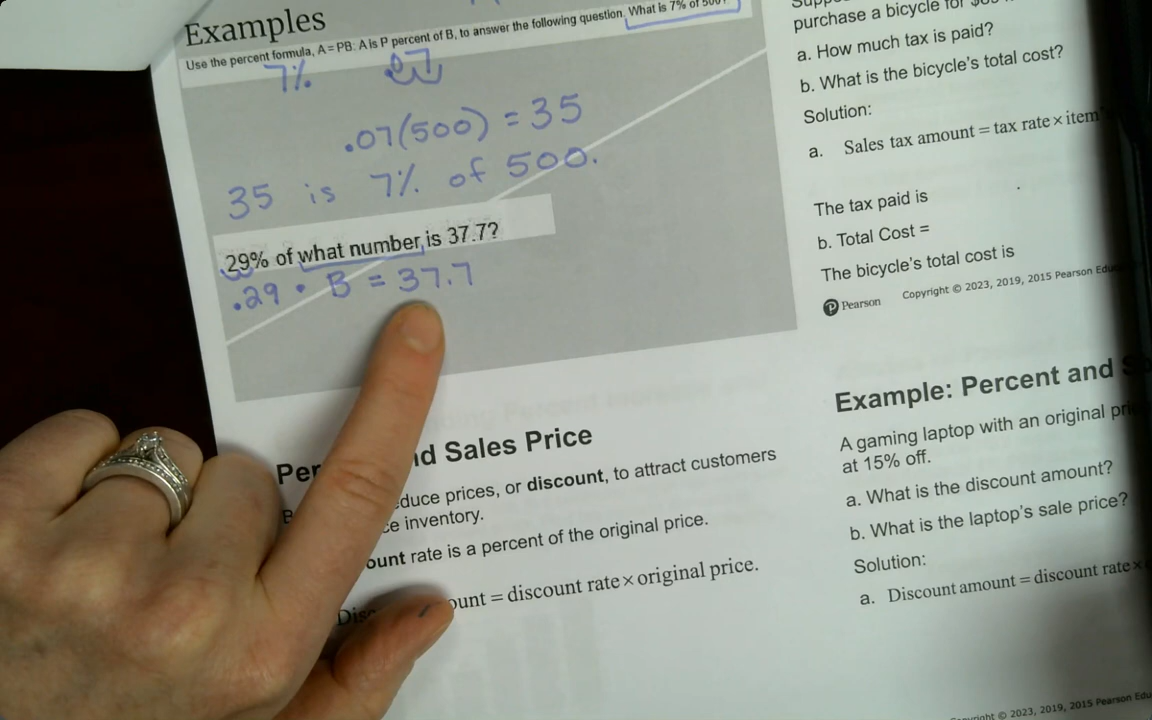 Examples
Use the percent formula, A = PB: A is P percent of B, to answer the following question. What is 7% of 500?
7%
.07(500) = 35
35 is 7% of 500.
29% of what number is 37.7?
.29 · B = 37.7
and Sales Price
educe prices, or discount, to attract customers
ce inventory.
ount rate is a percent of the original price.
ount = discount rate × original price.
purchase a bicycle for
a. How much tax is paid?
b. What is the bicycle's total cost?
Solution:
a. Sales tax amount = tax rate × item
The tax paid is
b. Total Cost =
The bicycle's total cost is
Pearson
Copyright © 2023, 2019, 2015 Pearson
Example: Percent and
A gaming laptop with an original
at 15% off.
a. What is the discount amount?
b. What is the laptop's sale price?
Solution:
a. Discount amount = discount rate ×
© 2023, 2019, 2015 Pearson